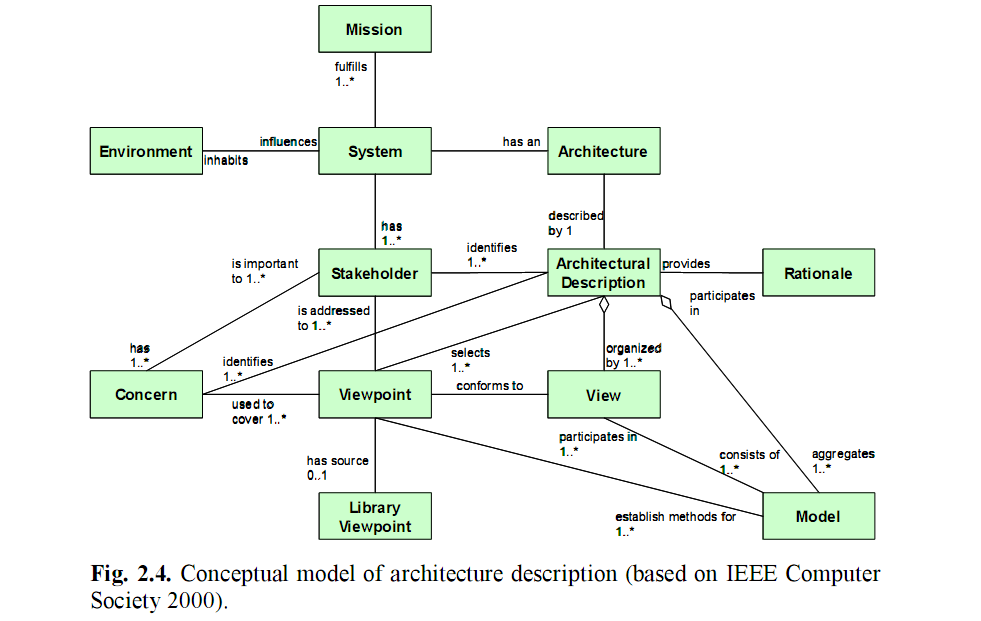 Mission
fulfills
1..*
Environment
influences
inhabits
System
has an
Architecture
has
1..*
described
by 1
is important
to 1..*
Stakeholder
identifies
1..*
Architectural
Description
provides
Rationale
is addressed
to 1..*
participates
in
has
1..*
identifies
1..*
selects
1..*
organized
by 1..*
Concern
used to
cover 1..*
Viewpoint
conforms to
View
participates in
1..*
consists of
1..*
aggregates
1..*
has source
0..1
Library
Viewpoint
establish methods for
1..*
Model
Fig. 2.4. Conceptual model of architecture description (based on IEEE Computer
Society 2000).